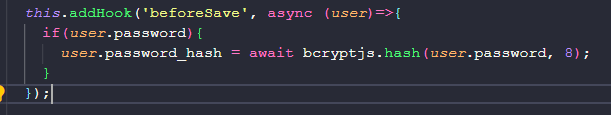 this.addHook('beforeSave', async (user)=>{
if(user.password){
user.password_hash = await bcryptjs.hash(user.password, 8);
}
});